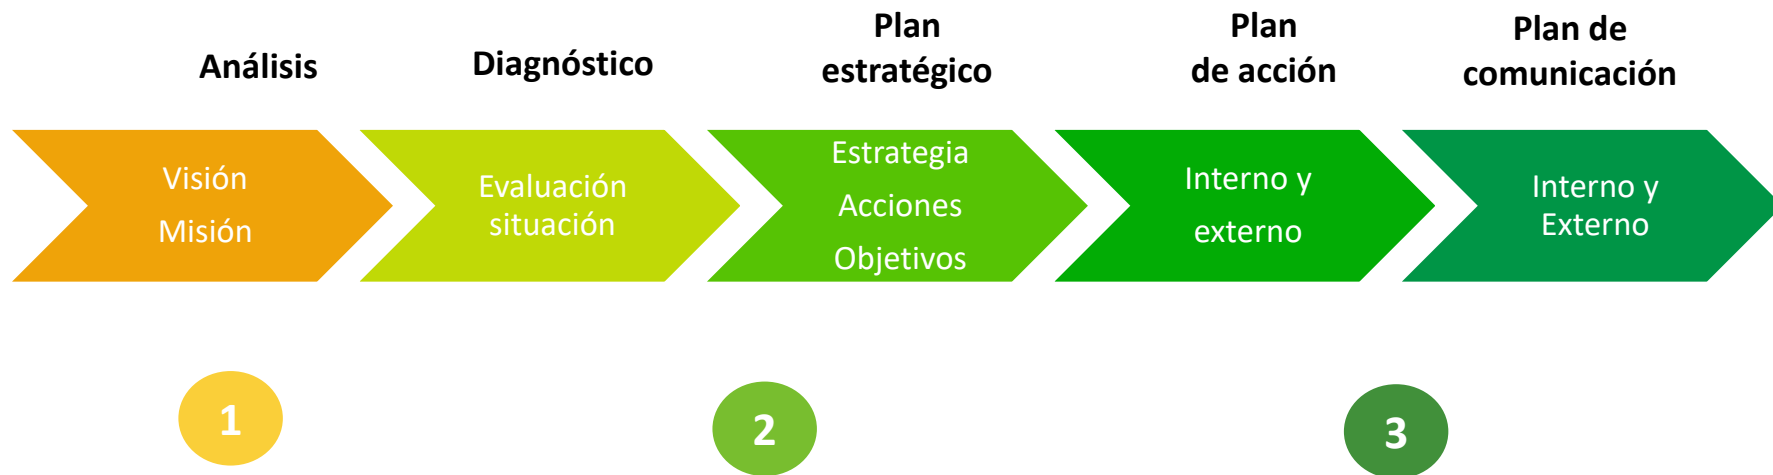 Análisis
Diagnóstico
Plan
estratégico
Plan
de acción
Plan de
comunicación
Visión
Misión
Evaluación
situación
Estrategia
Acciones
Objetivos
Interno y
externo
Interno y
Externo
1
2
3